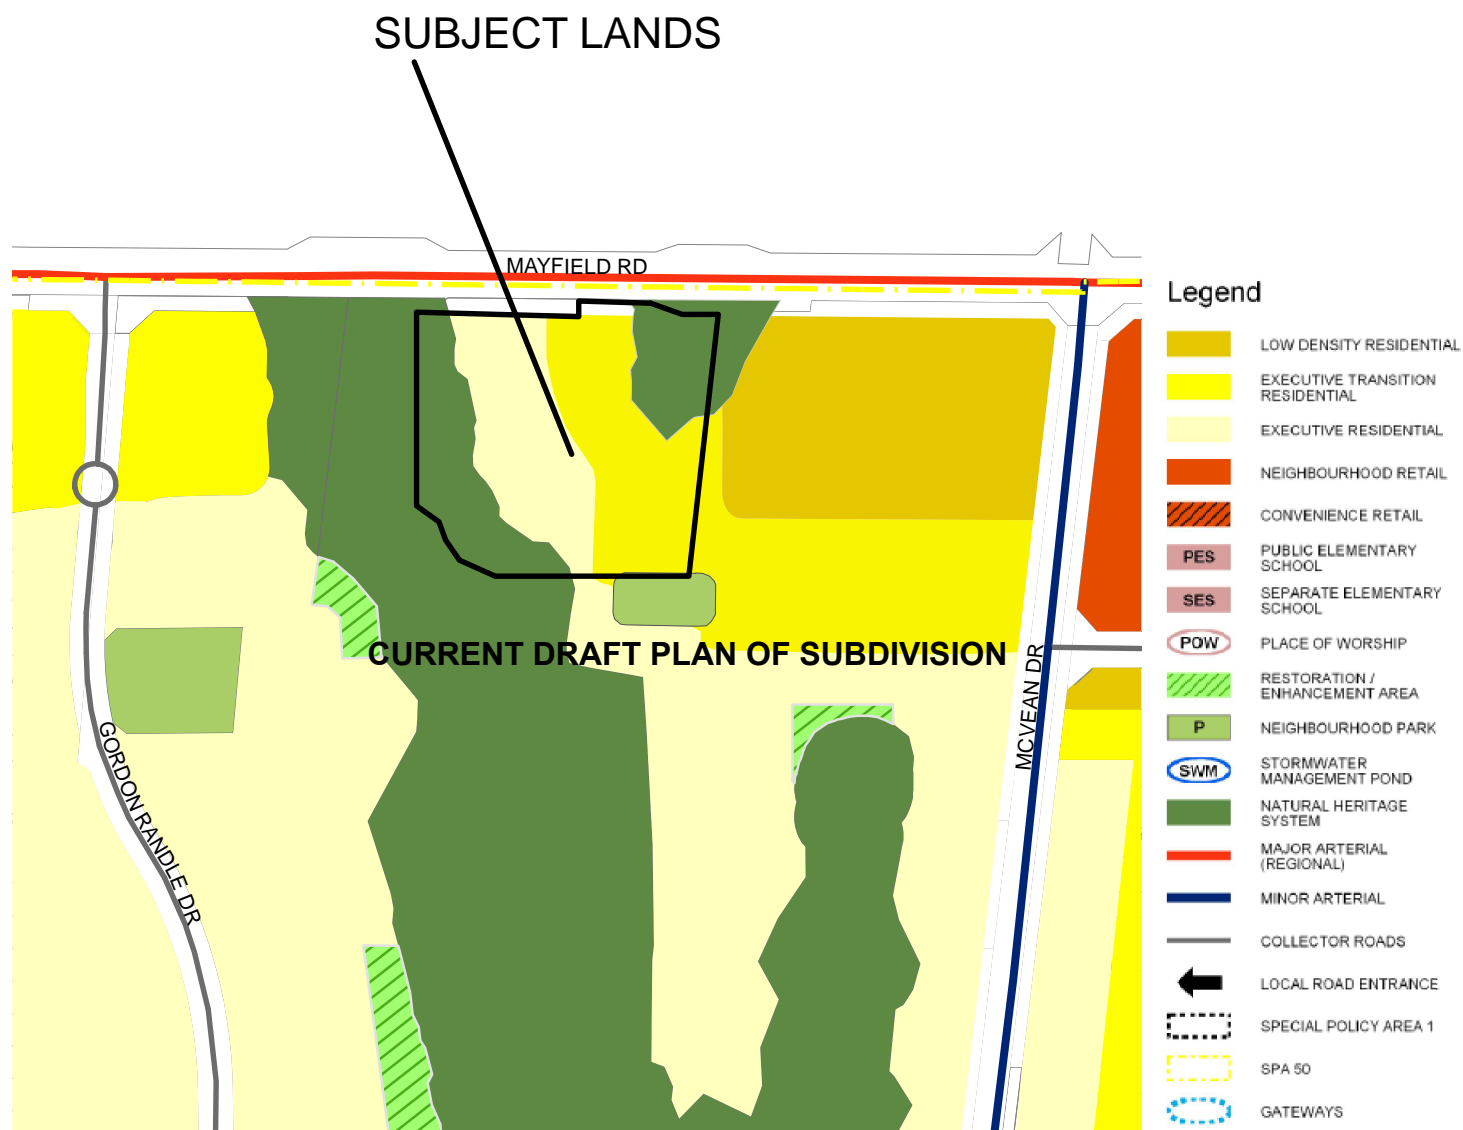 SUBJECT LANDS
MAYFIELD RD
CURRENT DRAFT PLAN OF SUBDIVISION
GORDON RANDLE DR
MCVEAN DR
Legend
LOW DENSITY RESIDENTIAL
EXECUTIVE TRANSITION
RESIDENTIAL
EXECUTIVE RESIDENTIAL
NEIGHBOURHOOD RETAIL
CONVENIENCE RETAIL
PES
PUBLIC ELEMENTARY
SCHOOL
SES
SEPARATE ELEMENTARY
SCHOOL
POW
PLACE OF WORSHIP
RESTORATION /
ENHANCEMENT AREA
P
NEIGHBOURHOOD PARK
SWM
STORMWATER
MANAGEMENT POND
NATURAL HERITAGE
SYSTEM
MAJOR ARTERIAL
(REGIONAL)
MINOR ARTERIAL
COLLECTOR ROADS
LOCAL ROAD ENTRANCE
SPECIAL POLICY AREA 1
SPA 50
GATEWAYS